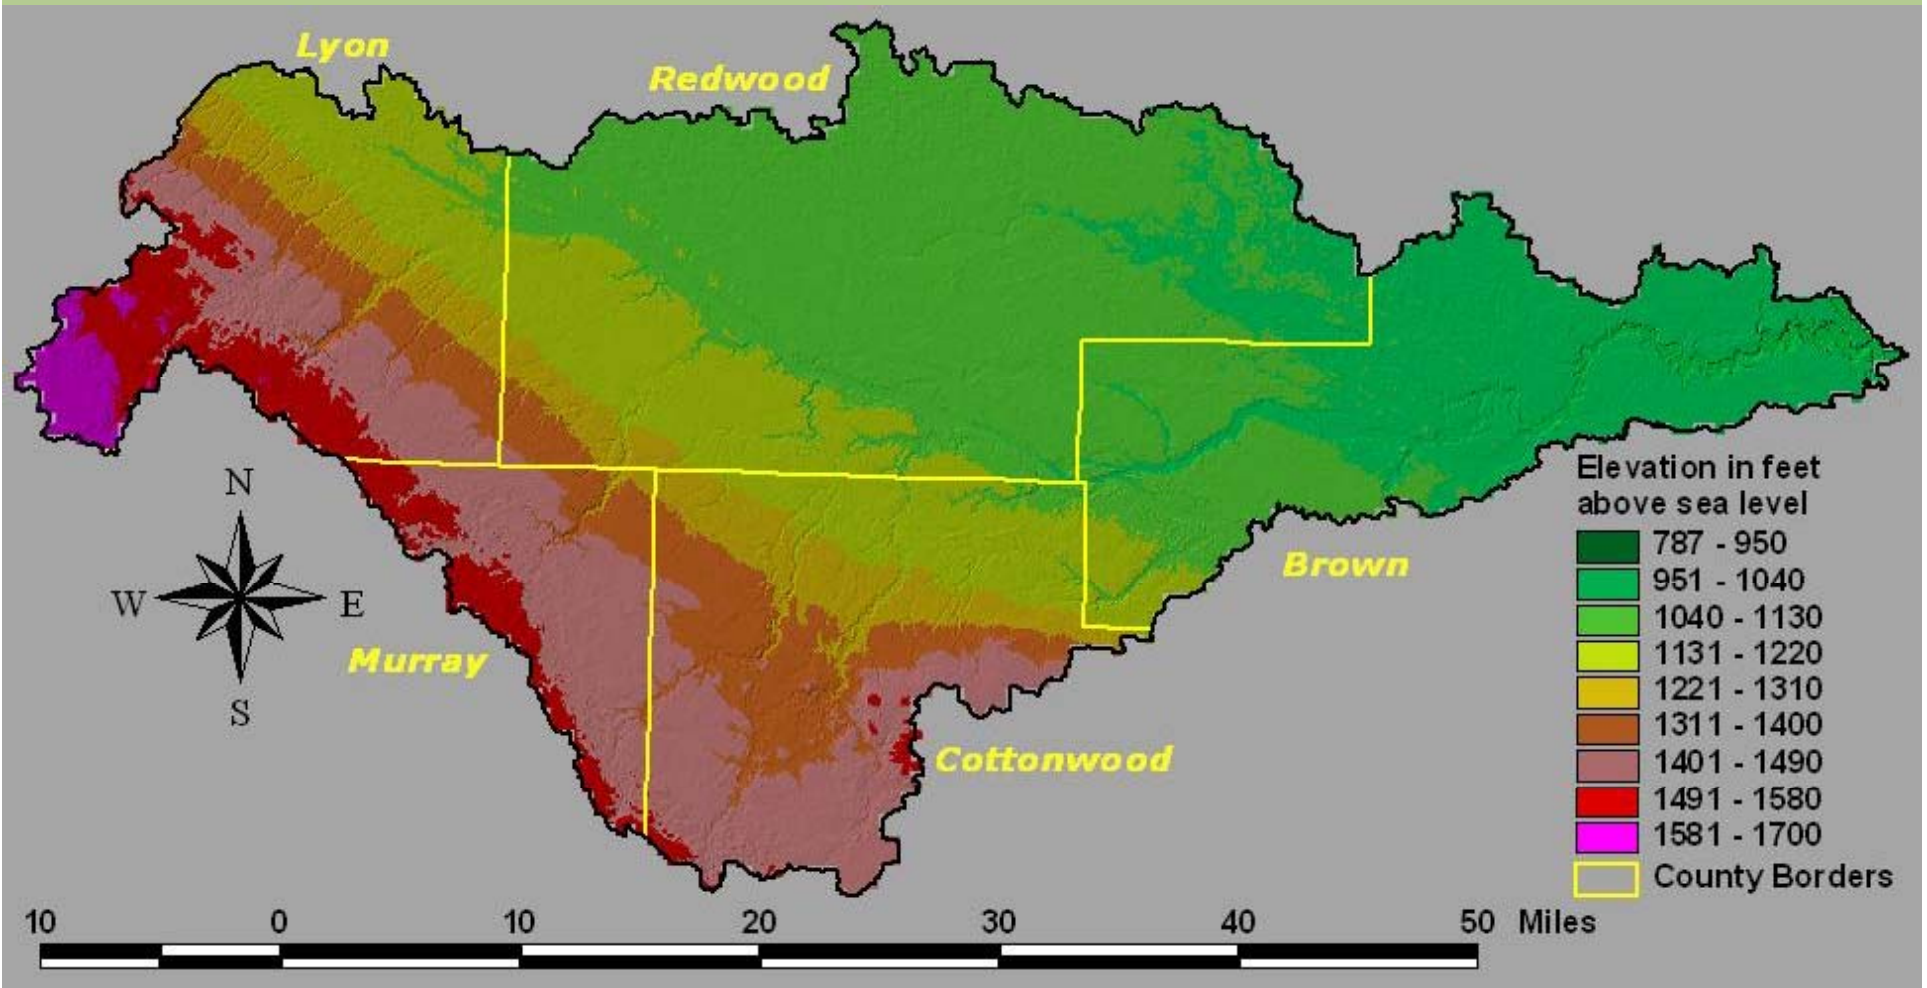 Lyon
Redwood
N
W E
S
Murray
Brown
Cottonwood
Elevation in feet
above sea level
787 - 950
951 - 1040
1040 - 1130
1131 - 1220
1221 - 1310
1311 - 1400
1401 - 1490
1491 - 1580
1581 - 1700
County Borders
10 0 10 20 30 40 50 Miles